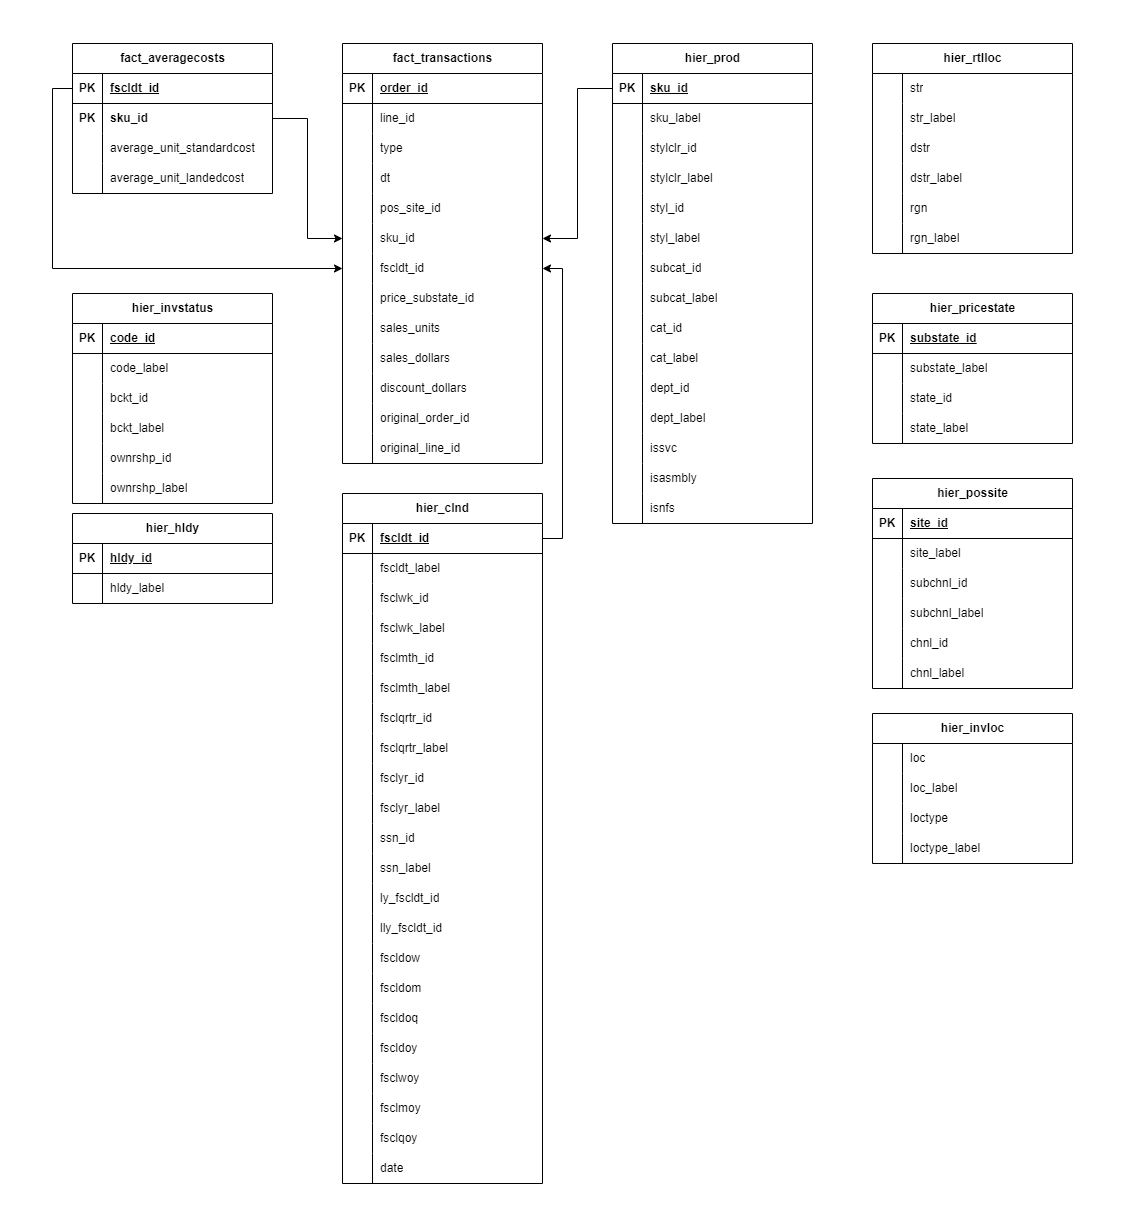 fact_averagecosts
PK fscldt_id
PK sku_id
average_unit_standardcost
average_unit_landedcost
fact_transactions
PK order_id
line_id
type
dt
pos_site_id
sku_id
fscldt_id
price_substate_id
sales_units
sales_dollars
discount_dollars
original_order_id
original_line_id
hier_prod
PK sku_id
sku_label
stylclr_id
stylclr_label
styl_id
styl_label
subcat_id
subcat_label
cat_id
cat_label
dept_id
dept_label
issvc
isasmbly
isnfs
hier_rtlloc
str
str_label
dstr
dstr_label
rgn
rgn_label
hier_invstatus
PK code_id
code_label
bckt_id
bckt_label
ownrshp_id
ownrshp_label
hier_pricestate
PK substate_id
substate_label
state_id
state_label
hier_hldy
PK hldy_id
hldy_label
hier_clnd
PK fscldt_id
fscldt_label
fsclwk_id
fsclwk_label
fsclmth_id
fsclmth_label
fsclqrtr_id
fsclqrtr_label
fsclyr_id
fsclyr_label
ssn_id
ssn_label
ly_fscldt_id
lly_fscldt_id
fscldow
fscldom
fscldoq
fscldoy
fsclwoy
fsclmoy
fsclqoy
date
hier_possite
PK site_id
site_label
subchnl_id
subchnl_label
chnl_id
chnl_label
hier_invloc
loc
loc_label
loctype
loctype_label